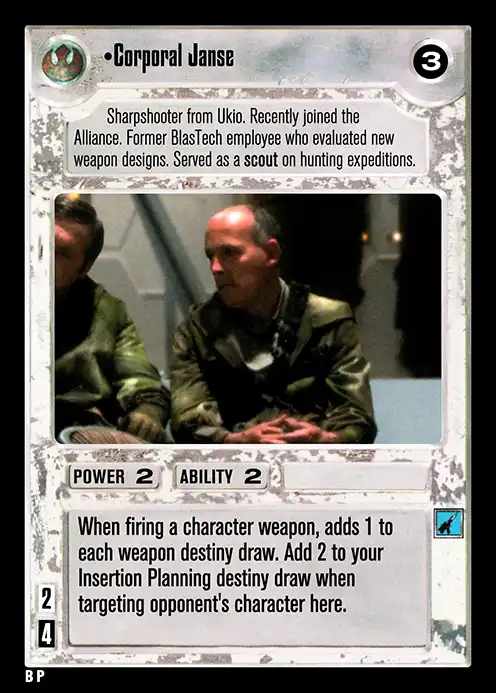 •Corporal Janse
3
Sharpshooter from Ukio. Recently joined the
Alliance. Former BlasTech employee who evaluated new
weapon designs. Served as a scout on hunting expeditions.
POWER 2 ABILITY 2
When firing a character weapon, adds 1 to
each weapon destiny draw. Add 2 to your
Insertion Planning destiny draw when
targeting opponent's character here.
2
4
B P